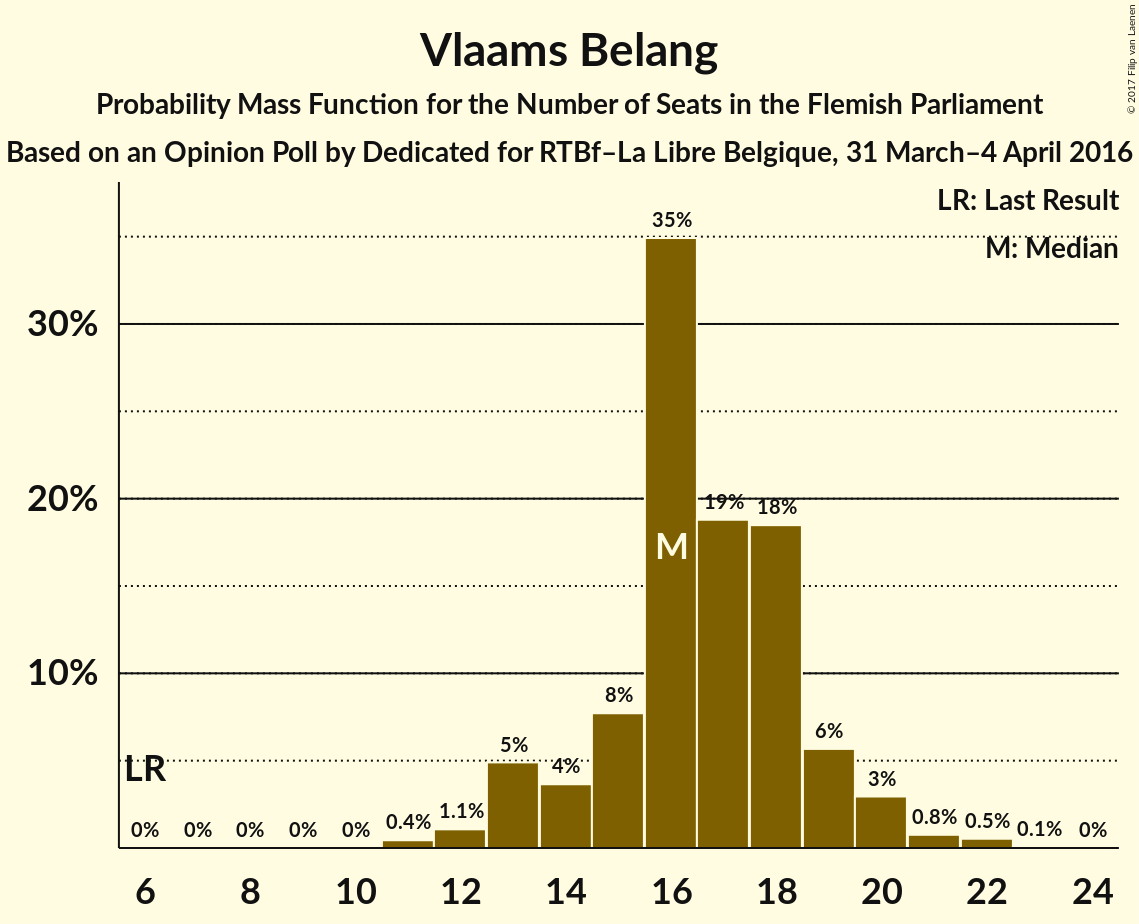 Vlaams Belang
Probability Mass Function for the Number of Seats in the Flemish Parliament
Based on an Opinion Poll by Dedicated for RTBf–La Libre Belgique, 31 March–4 April 2016
© 2017 Filip van Laenen
LR: Last Result
M: Median
30%
20%
10%
LR
M
0% 0% 0% 0% 0% 0.4% 1.1% 5% 4% 8% 35% 19% 18% 6% 3% 0.8% 0.5% 0.1% 0%
6 8 10 12 14 16 18 20 22 24